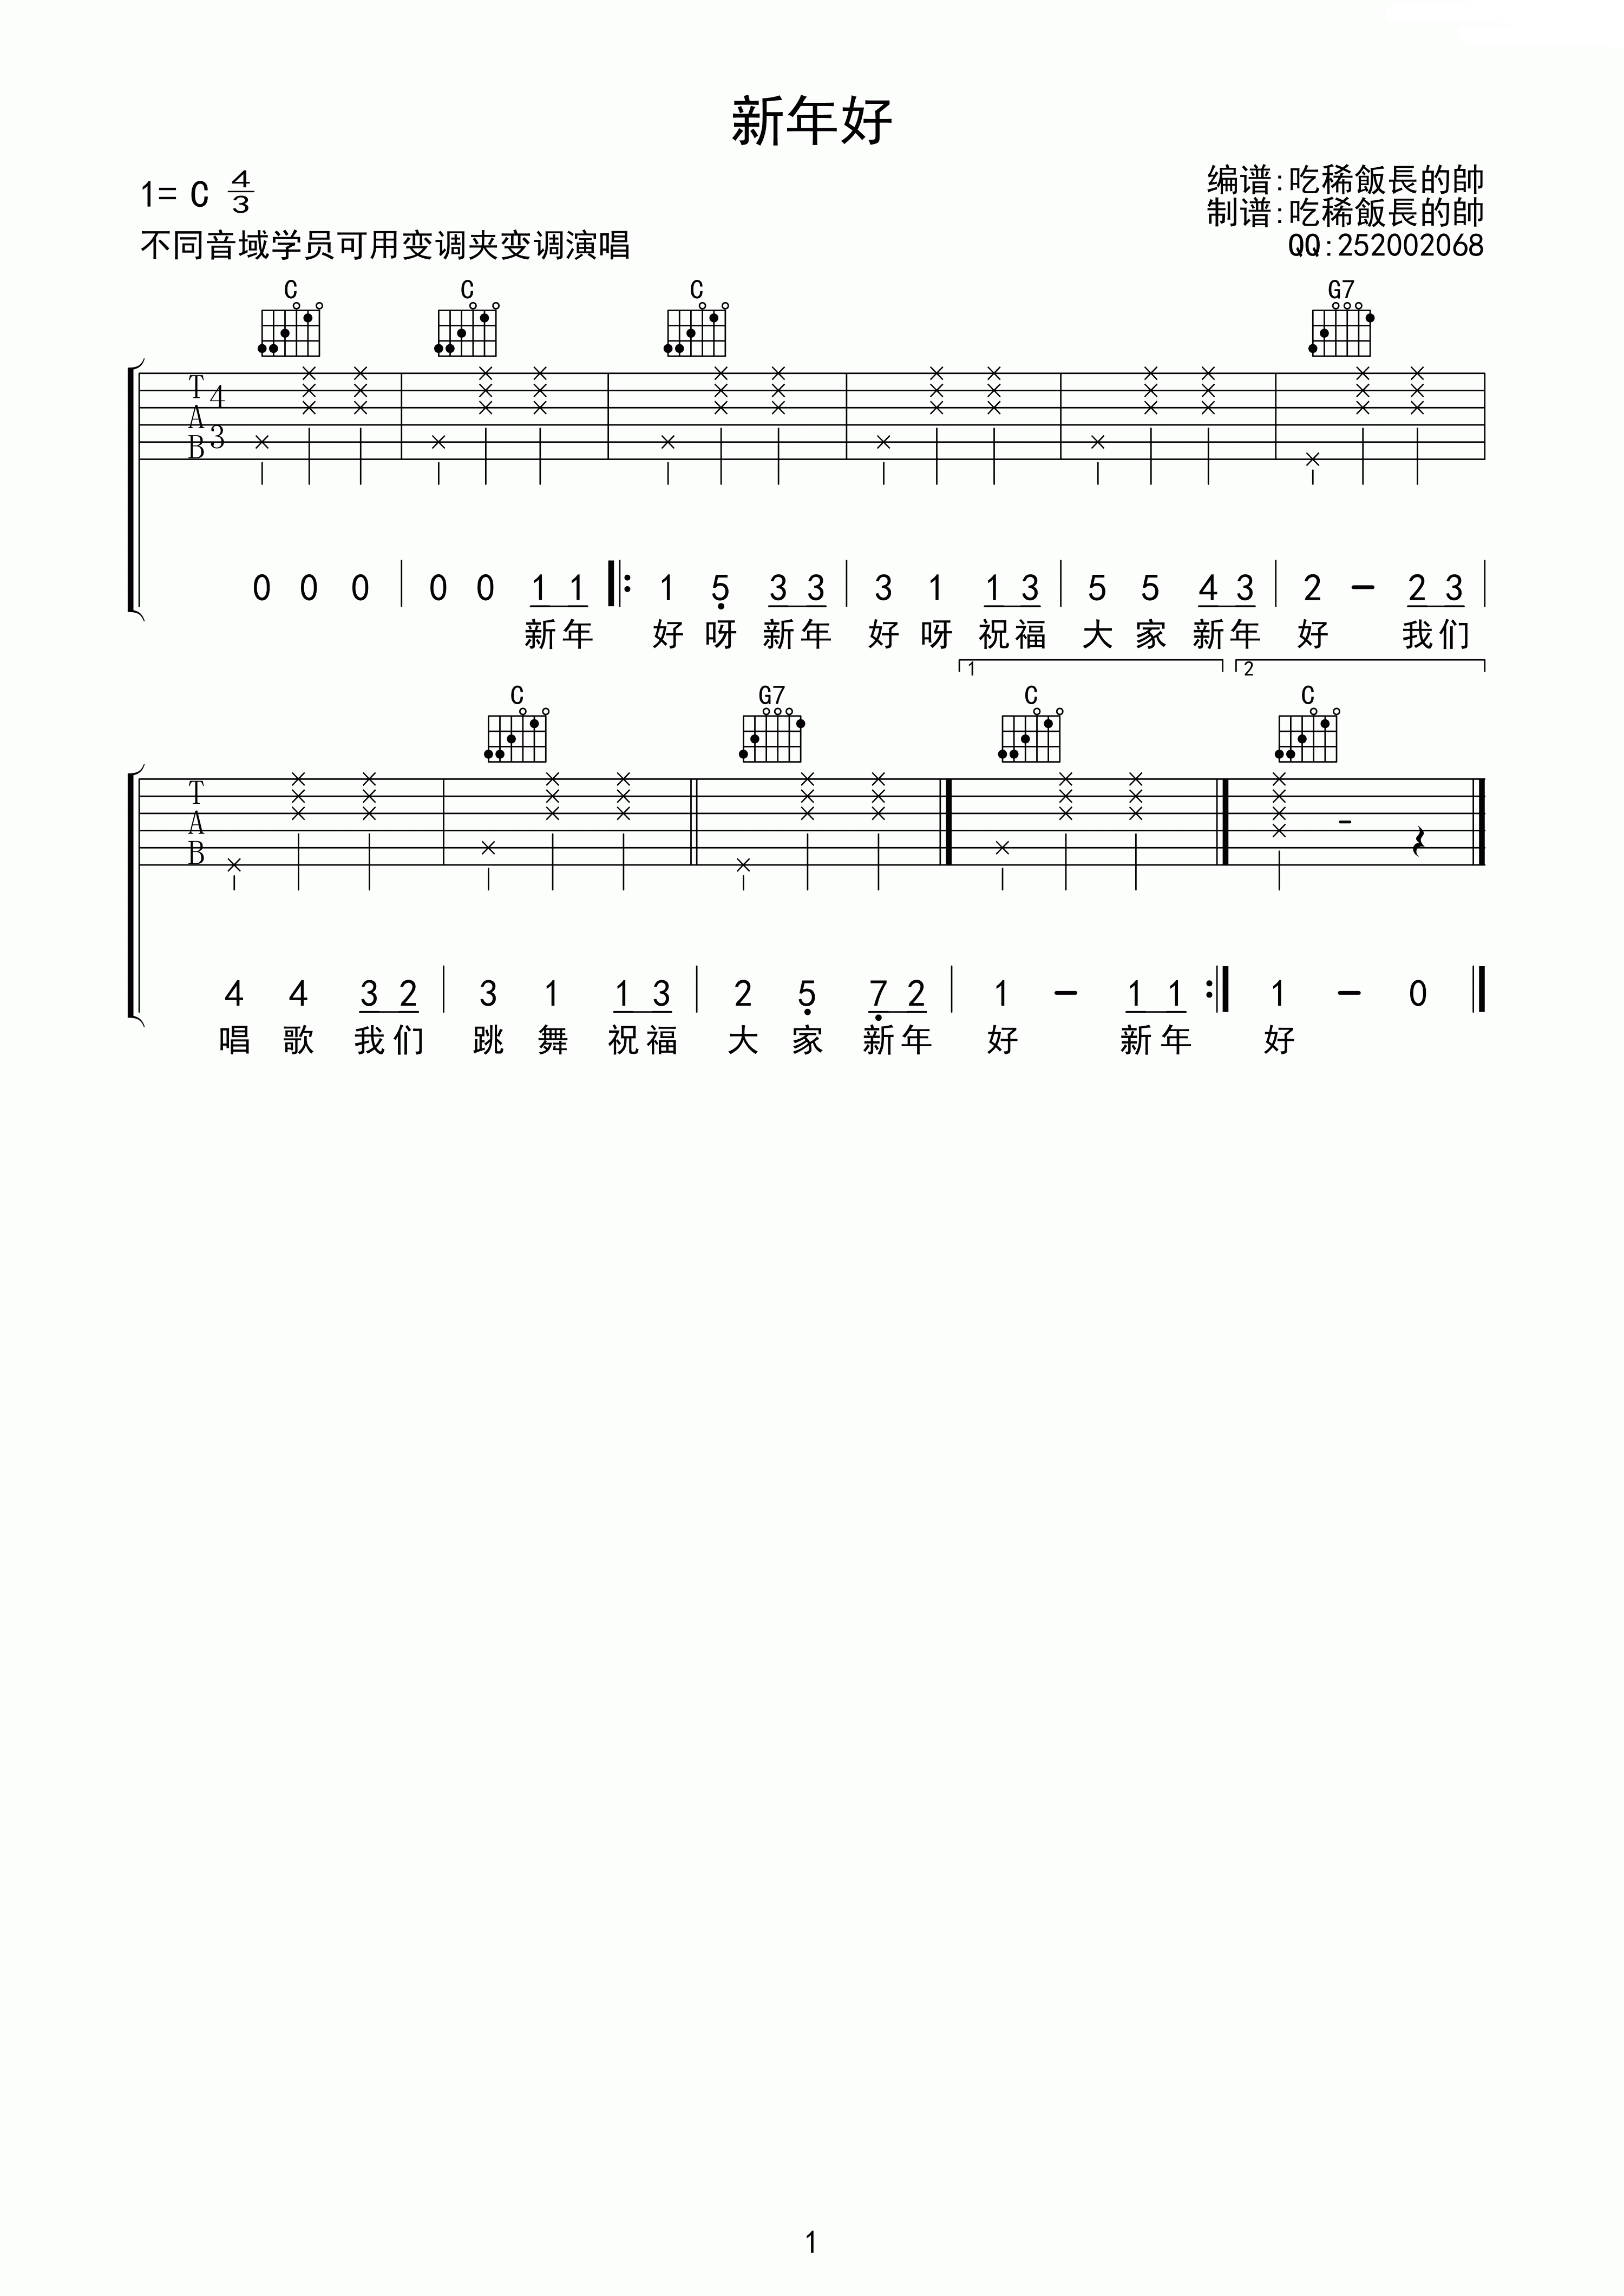 新年好
1= C 4/3
编谱:吃稀飯長的帥
制谱:吃稀飯長的帥
不同音域学员可用变调夹变调演唱
QQ:252002068
C C C G7
T A B 4 3
0 0 0 0 0 1 1 1 5 3 3 3 1 1 3 5 5 4 3 2 - 2 3
新年 好 呀 新年 好 呀 祝福 大 家 新年 好 我们
1 2
C G7 C C
T A B
4 4 3 2 3 1 1 3 2 5 7 2 1 - 1 1 1 - 0
唱 歌 我们 跳 舞 祝福 大 家 新年 好 新年 好
1